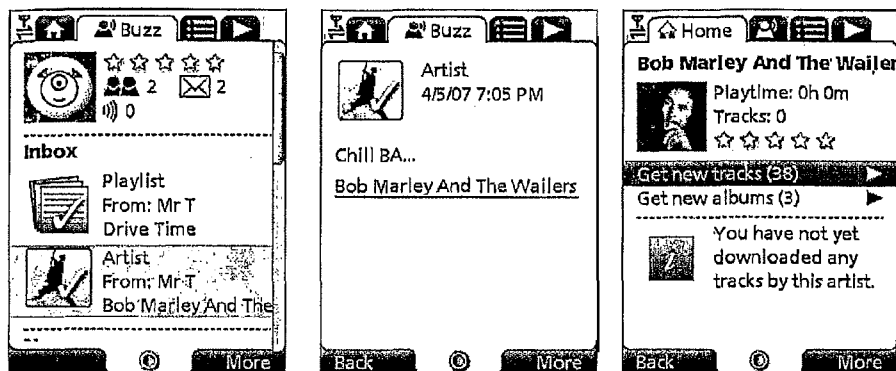 Buzz
2
2
0
Inbox
Playlist
From: Mr T
Drive Time
Artist
From: Mr T
Bob Marley And The
More
Buzz
Artist
4/5/07 7:05 PM
Chill BA...
Bob Marley And The Wailers
Back
More
Home
Bob Marley And The Wailer
Playtime: 0h 0m
Tracks: 0
Get new tracks (38)
Get new albums (3)
You have not yet
downloaded any
tracks by this artist.
Back
More